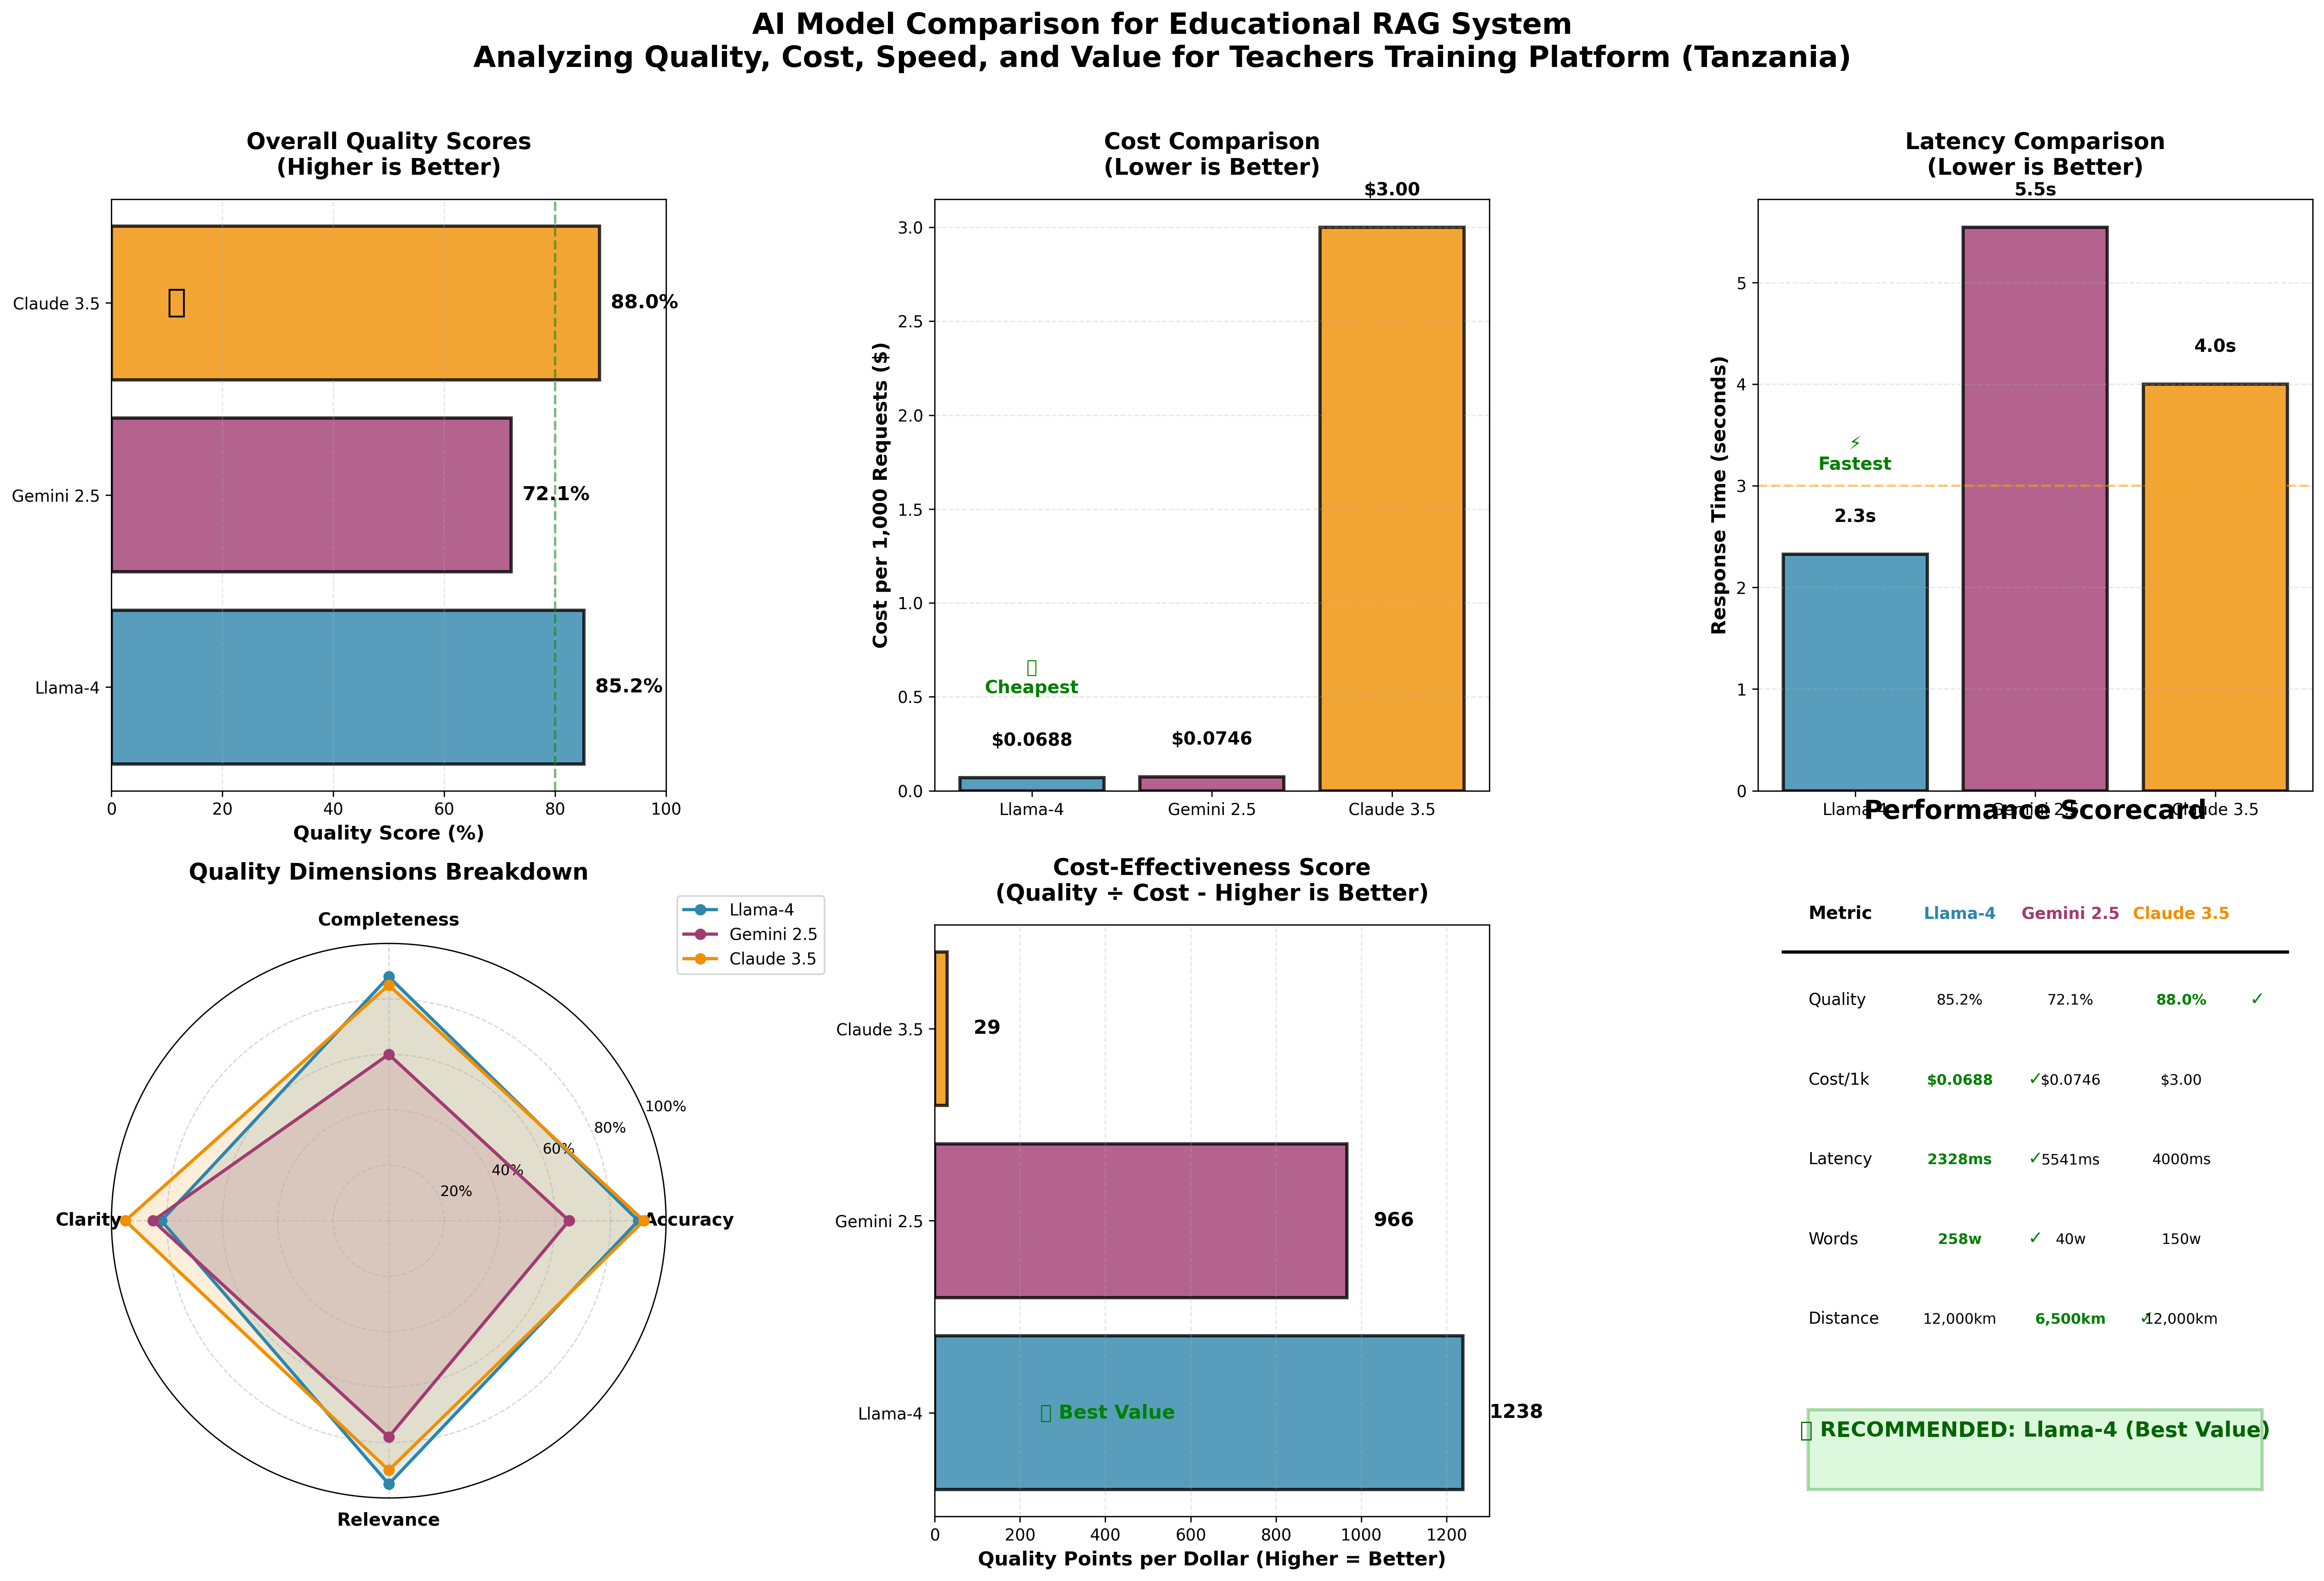 AI Model Comparison for Educational RAG System
Analyzing Quality, Cost, Speed, and Value for Teachers Training Platform (Tanzania)
Overall Quality Scores
(Higher is Better)
Claude 3.5
88.0%
Gemini 2.5
72.1%
Llama-4
85.2%
0 20 40 60 80 100
Quality Score (%)
Cost Comparison
(Lower is Better)
$3.00
Cost per 1,000 Requests ($)
3.0
2.5
2.0
1.5
1.0
0.5
0.0
Cheapest
$0.0688
$0.0746
Llama-4 Gemini 2.5 Claude 3.5
Latency Comparison
(Lower is Better)
5.5s
4.0s
Response Time (seconds)
5
4
3
2
1
0
⚡
Fastest
2.3s
Llama-4 Gemini 2.5 Claude 3.5
Quality Dimensions Breakdown
Llama-4
Gemini 2.5
Claude 3.5
Completeness
100%
80%
60%
40%
20%
Clarity
Accuracy
Relevance
Cost-Effectiveness Score
(Quality ÷ Cost - Higher is Better)
Claude 3.5
29
Gemini 2.5
966
Llama-4
Best Value
1238
0 200 400 600 800 1000 1200
Quality Points per Dollar (Higher = Better)
Performance Scorecard
Metric Llama-4 Gemini 2.5 Claude 3.5
Quality 85.2% 72.1% 88.0% ✓
Cost/1k $0.0688 ✓ $0.0746 $3.00
Latency 2328ms ✓ 5541ms 4000ms
Words 258w ✓ 40w 150w
Distance 12,000km 6,500km ✓ 12,000km
RECOMMENDED: Llama-4 (Best Value)